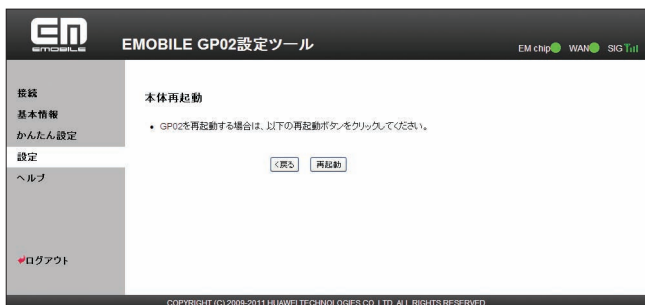 EM
EMOBILE
EMOBILE GP02設定ツール
EM chip WAN SIG
接続
基本情報
かんたん設定
設定
ヘルプ
ログアウト
本体再起動
• GP02を再起動する場合は、以下の再起動ボタンをクリックしてください。
<戻る 再起動
COPYRIGHT (C) 2009-2011 HUAWEI TECHNOLOGIES CO.,LTD. ALL RIGHTS RESERVED.